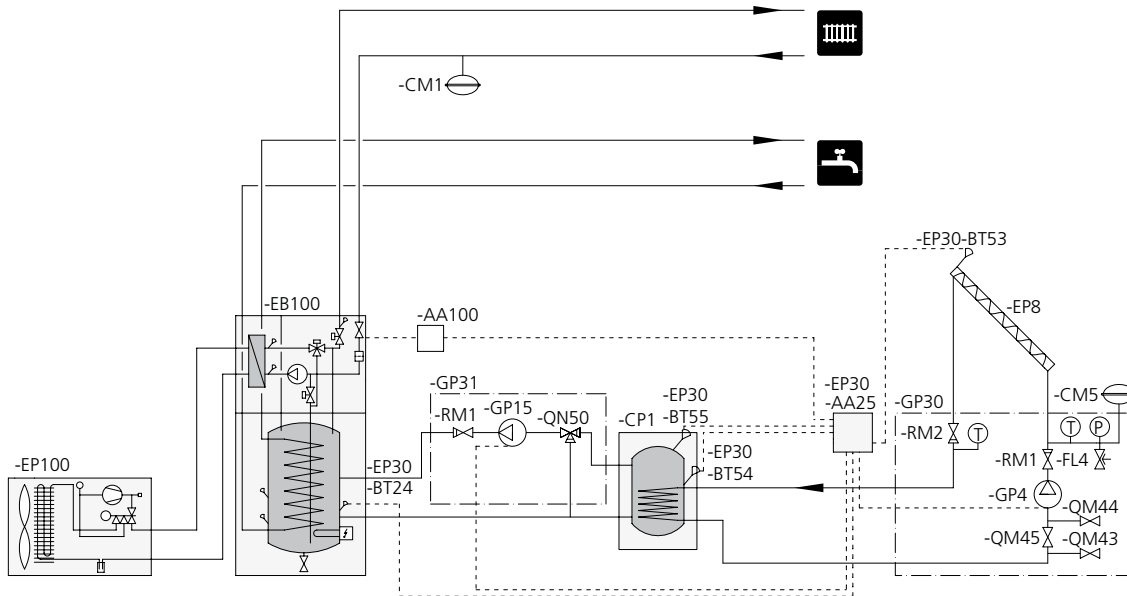 -CM1
-EP30-BT53
-EB100
-EP8
-AA100
-GP31
-EP30
-BT55
-EP30
-AA25
-CM5
-GP30
-RM1
-GP15
-QN50
-CP1
-RM2
T
T
P
-EP100
-EP30
-BT24
-EP30
-BT54
-RM1
-FL4
-GP4
-QM44
-QM45
-QM43